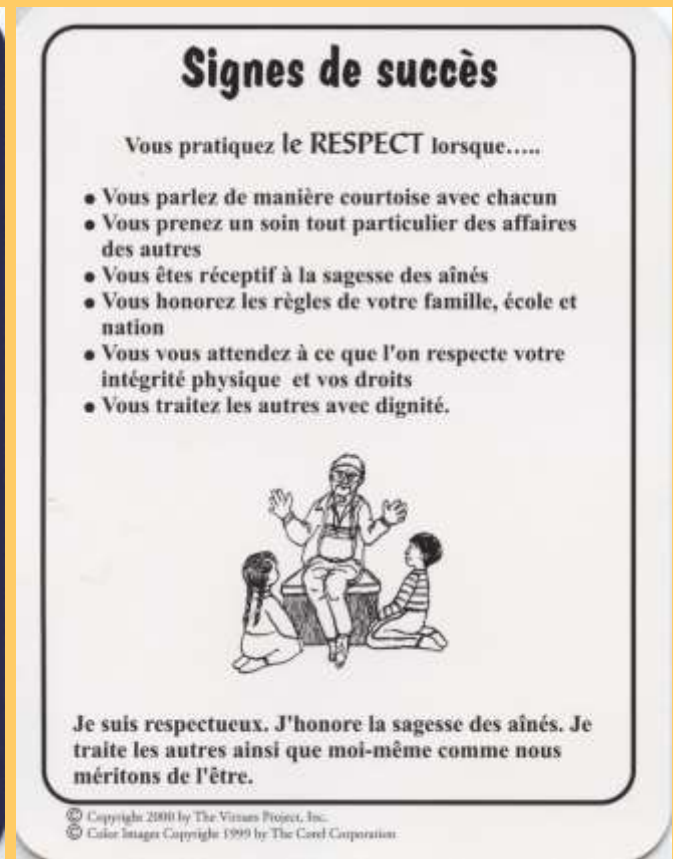 Signes de succès
Vous pratiquez le RESPECT lorsque.....
● Vous parlez de manière courtoise avec chacun
● Vous prenez un soin tout particulier des affaires
des autres
● Vous êtes réceptif à la sagesse des aînés
● Vous honorez les règles de votre famille, école et
nation
● Vous vous attendez à ce que l'on respecte votre
intégrité physique et vos droits
● Vous traitez les autres avec dignité.
Je suis respectueux. J'honore la sagesse des aînés. Je
traite les autres ainsi que moi-même comme nous
méritons de l'être.
© Copyright 2000 by The Virtues Project, Inc.
© Color Images Copyright 1999 by The Corel Corporation